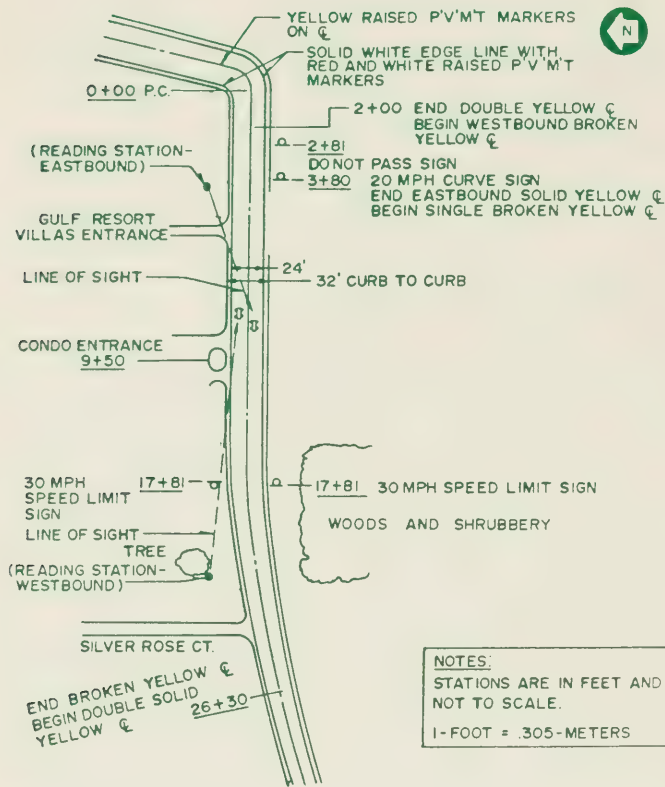 YELLOW RAISED P'V'M'T MARKERS
ON ℄
N
SOLID WHITE EDGE LINE WITH
RED AND WHITE RAISED P'V'M'T
MARKERS
0+00 P.C.
2+00 END DOUBLE YELLOW ℄
BEGIN WESTBOUND BROKEN
YELLOW ℄
(READING STATION-
EASTBOUND)
2+81
DO NOT PASS SIGN
3+80 20 MPH CURVE SIGN
END EASTBOUND SOLID YELLOW ℄
BEGIN SINGLE BROKEN YELLOW ℄
GULF RESORT
VILLAS ENTRANCE
24'
LINE OF SIGHT
32' CURB TO CURB
CONDO ENTRANCE
9+50
30 MPH 17+81
SPEED LIMIT
SIGN
17+81 30 MPH SPEED LIMIT SIGN
WOODS AND SHRUBBERY
LINE OF SIGHT
TREE
(READING STATION-
WESTBOUND)
SILVER ROSE CT.
END BROKEN YELLOW ℄
BEGIN DOUBLE SOLID
YELLOW ℄
26+30
NOTES:
STATIONS ARE IN FEET AND
NOT TO SCALE.
1-FOOT = .305-METERS